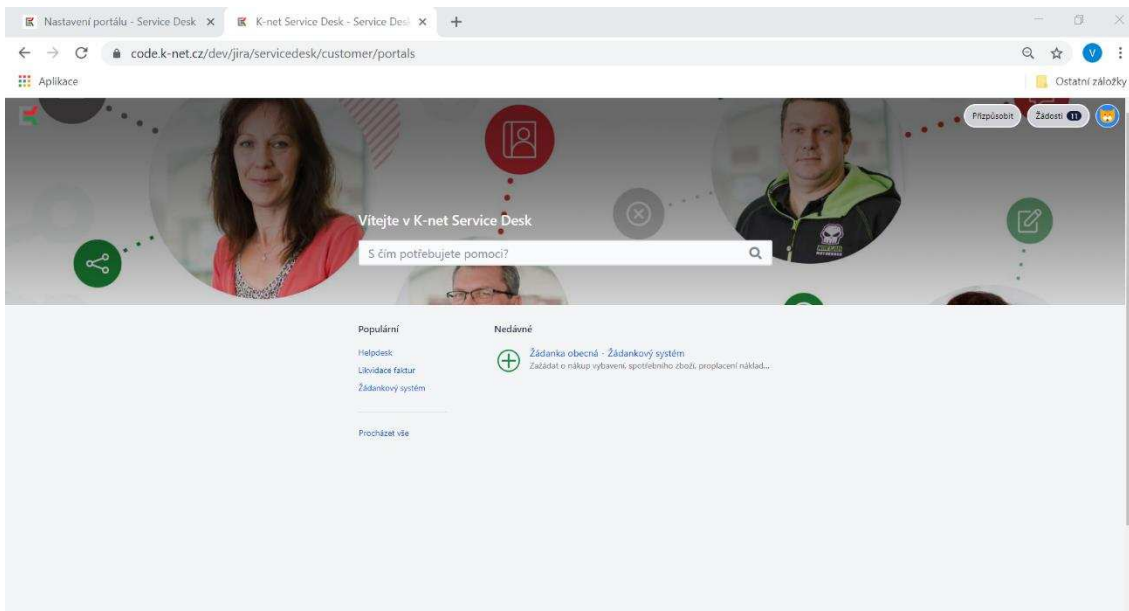 Nastavení portálu - Service Desk
K-net Service Desk - Service Desk
code.k-net.cz/dev/jira/servicedesk/customer/portals
V
Aplikace
Ostatní záložky
Přizpůsobit
Žádosti 11
Vítejte v K-net Service Desk
S čím potřebujete pomoci?
Populární
Nedávné
Helpdesk
Žádanka obecná - Žádankový systém
Zažádat o nákup vybavení, spotřebního zboží, proplacení náklad...
Likvidace faktur
Žádankový systém
Procházet vše